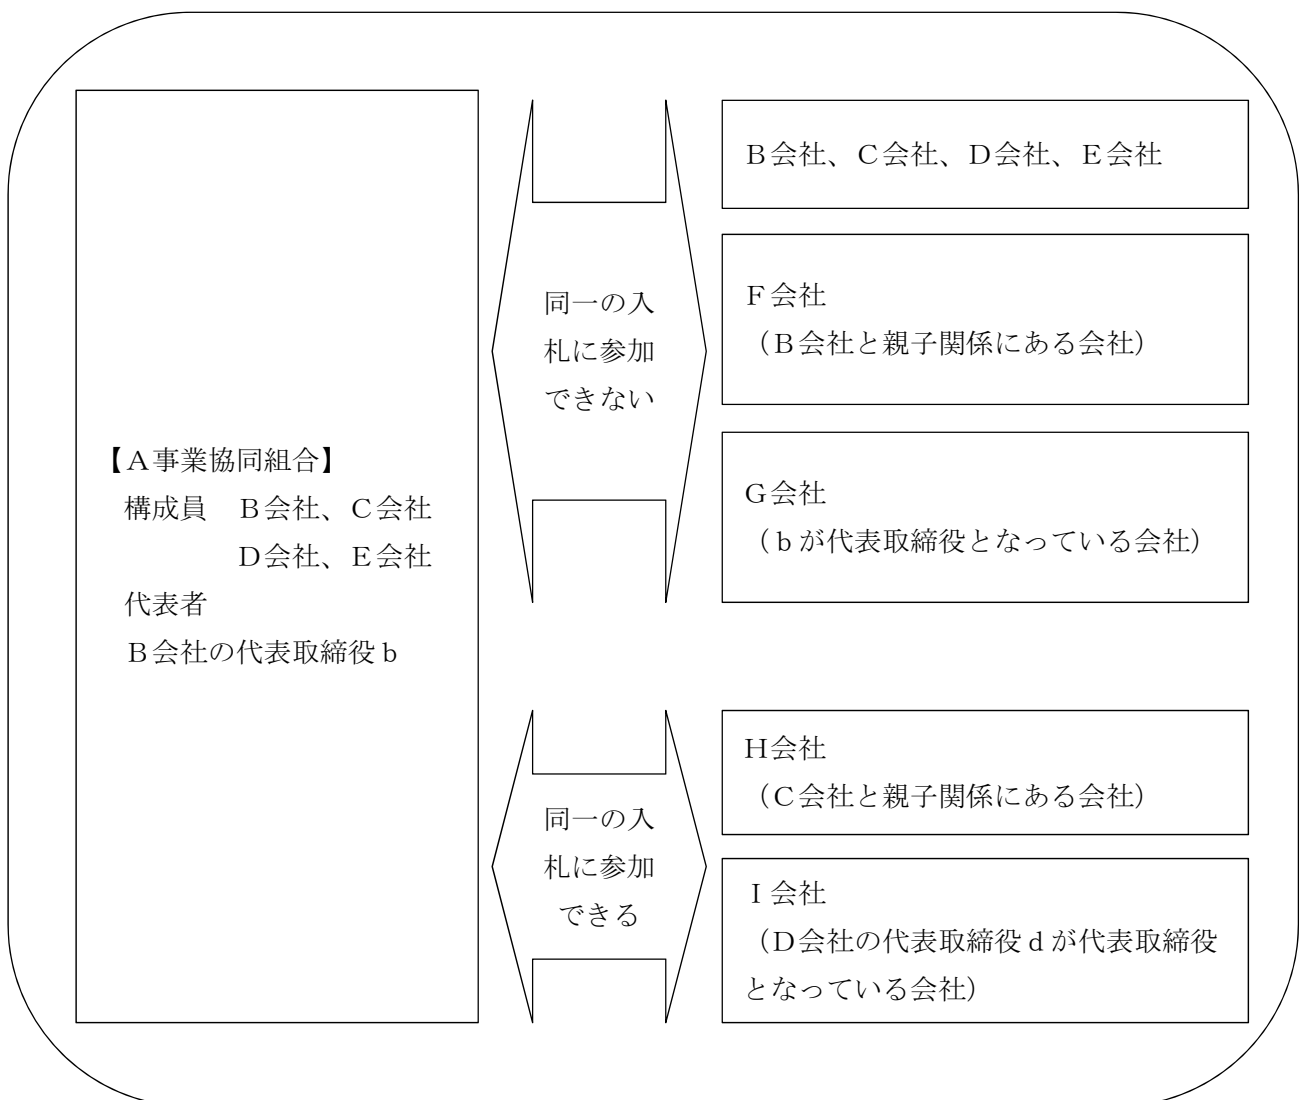 【Ａ事業協同組合】
構成員　Ｂ会社、Ｃ会社
Ｄ会社、Ｅ会社
代表者
Ｂ会社の代表取締役ｂ
同一の入
札に参加
できない
Ｂ会社、Ｃ会社、Ｄ会社、Ｅ会社
Ｆ会社
（Ｂ会社と親子関係にある会社）
Ｇ会社
（ｂが代表取締役となっている会社）
同一の入
札に参加
できる
Ｈ会社
（Ｃ会社と親子関係にある会社）
Ｉ会社
（Ｄ会社の代表取締役ｄが代表取締役
となっている会社）